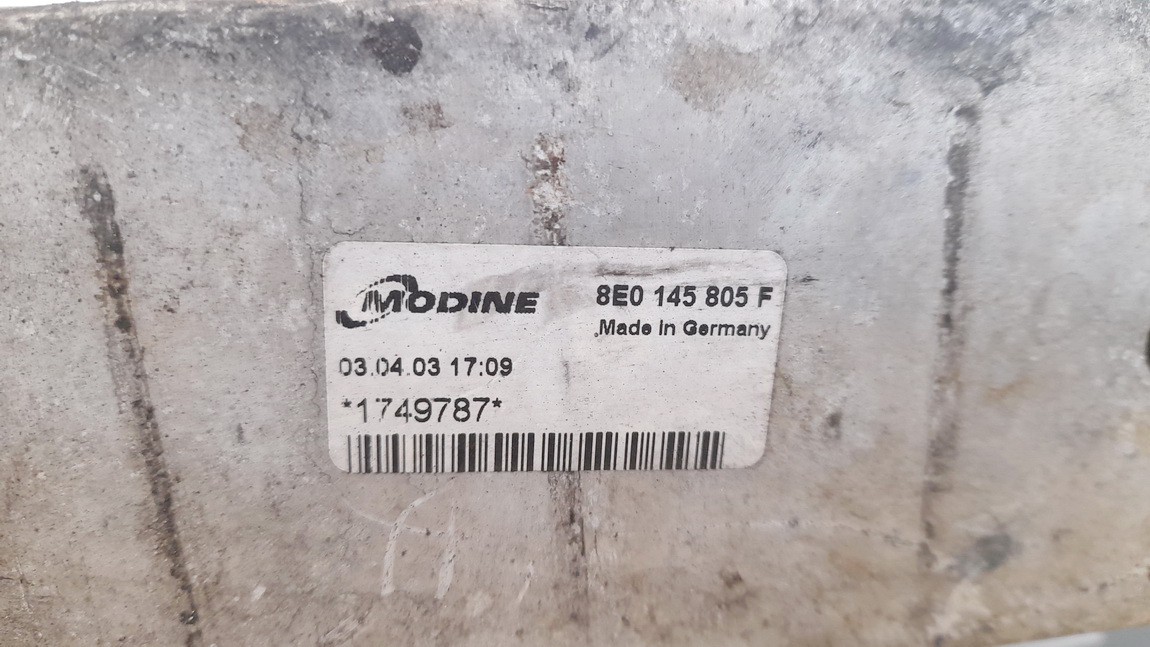 MODINE 8E0 145 805 F
Made in Germany
03.04.03 17:09
*1749787*